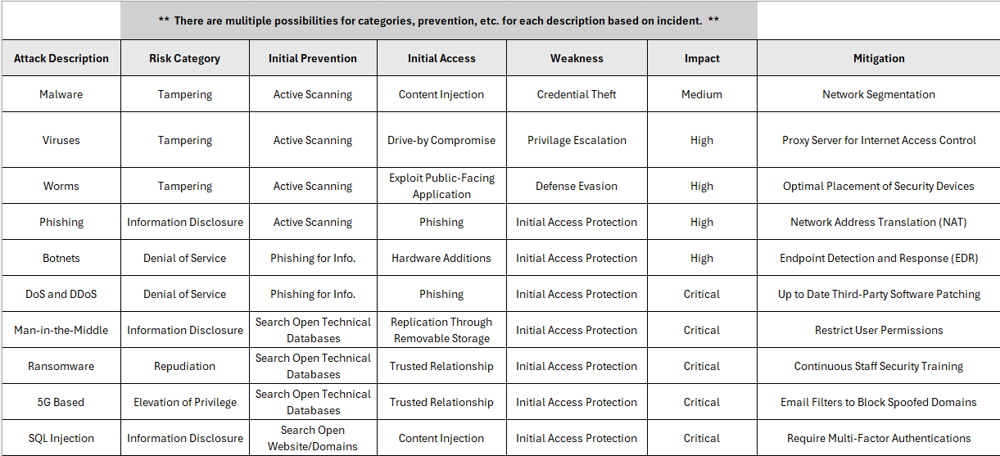 ** There are mulitiple possibilities for categories, prevention, etc. for each description based on incident. **
Attack Description Risk Category Initial Prevention Initial Access Weakness Impact Mitigation
Malware Tampering Active Scanning Content Injection Credential Theft Medium Network Segmentation
Viruses Tampering Active Scanning Drive-by Compromise Privilage Escalation High Proxy Server for Internet Access Control
Worms Tampering Active Scanning Exploit Public-Facing Application Defense Evasion High Optimal Placement of Security Devices
Phishing Information Disclosure Active Scanning Phishing Initial Access Protection High Network Address Translation (NAT)
Botnets Denial of Service Phishing for Info. Hardware Additions Initial Access Protection High Endpoint Detection and Response (EDR)
DoS and DDoS Denial of Service Phishing for Info. Phishing Initial Access Protection Critical Up to Date Third-Party Software Patching
Man-in-the-Middle Information Disclosure Search Open Technical Databases Replication Through Removable Storage Initial Access Protection Critical Restrict User Permissions
Ransomware Repudiation Search Open Technical Databases Trusted Relationship Initial Access Protection Critical Continuous Staff Security Training
5G Based Elevation of Privilege Search Open Technical Databases Trusted Relationship Initial Access Protection Critical Email Filters to Block Spoofed Domains
SQL Injection Information Disclosure Search Open Website/Domains Content Injection Initial Access Protection Critical Require Multi-Factor Authentications